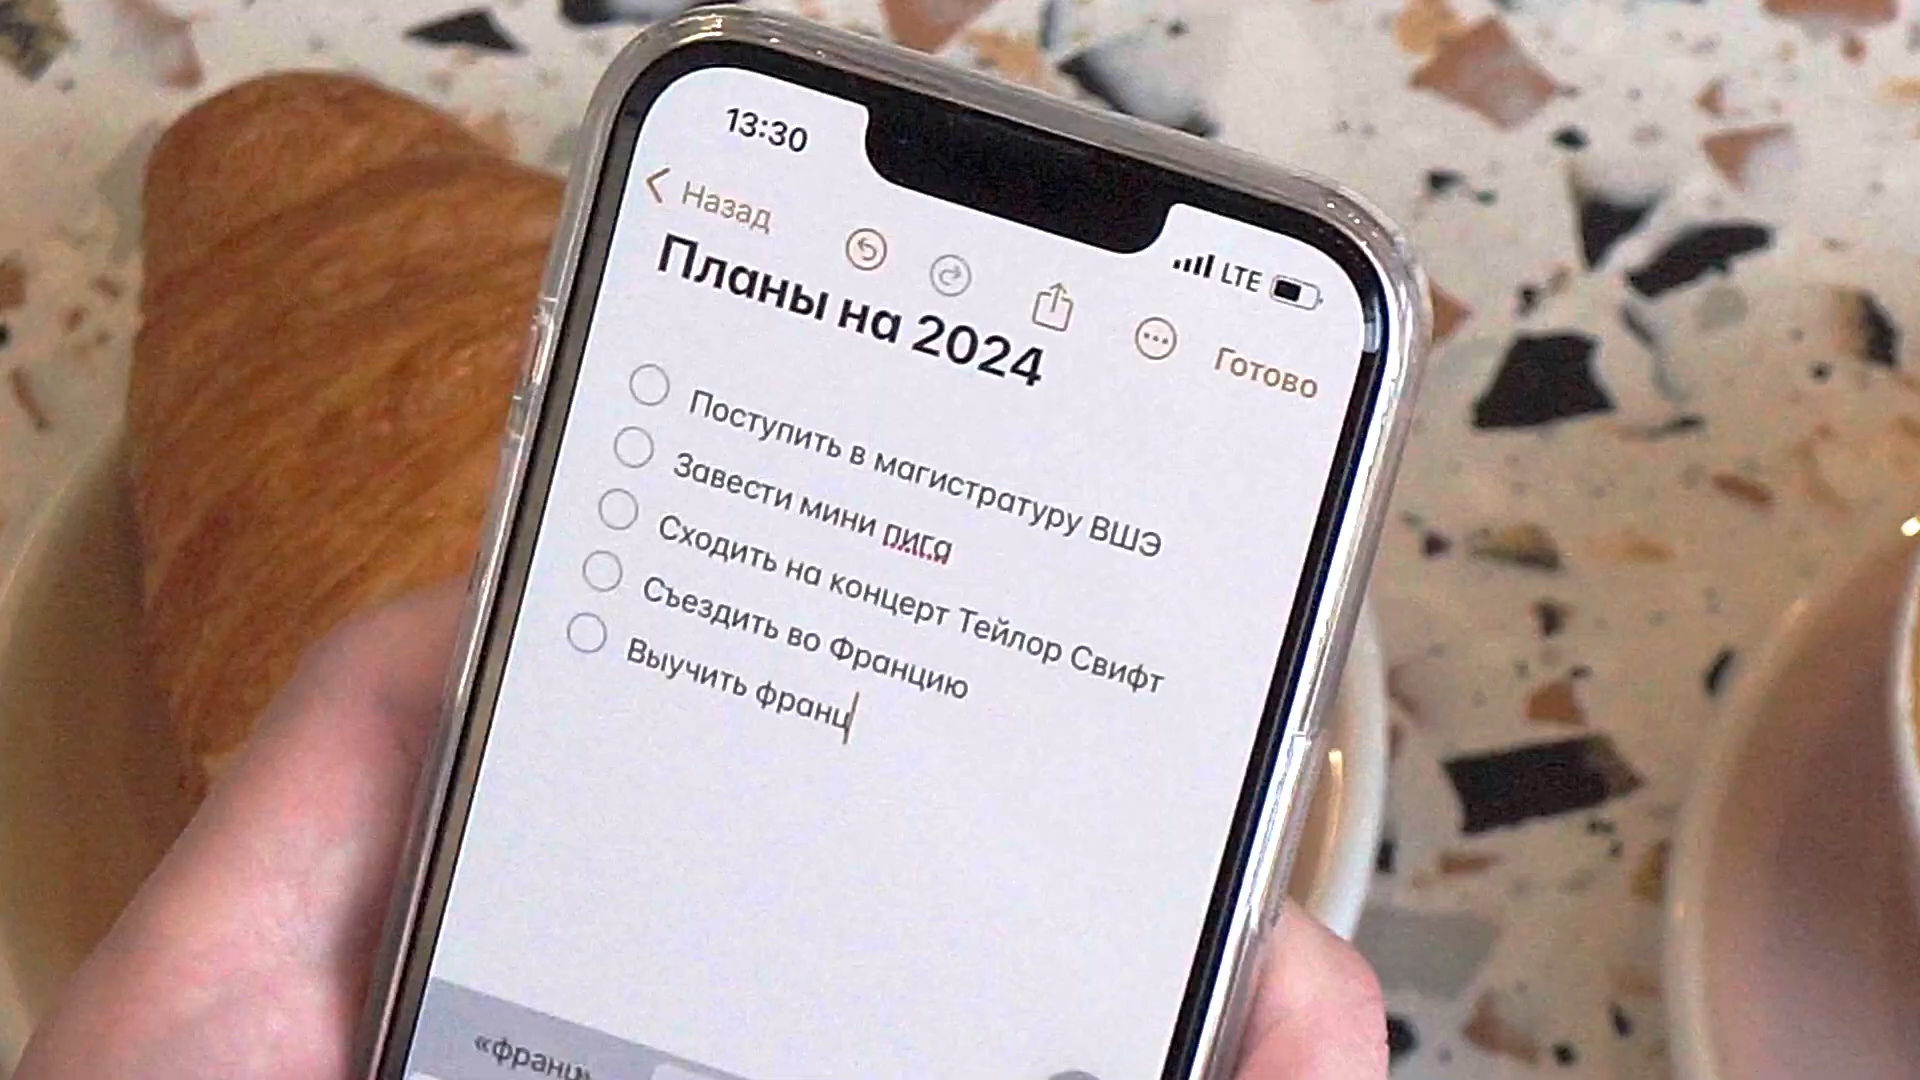 13:30
LTE
Назад
Готово
Планы на 2024
Поступить в магистратуру ВШЭ
Завести мини пига
Сходить на концерт Тейлор Свифт
Съездить во Францию
Выучить франц
«франц»